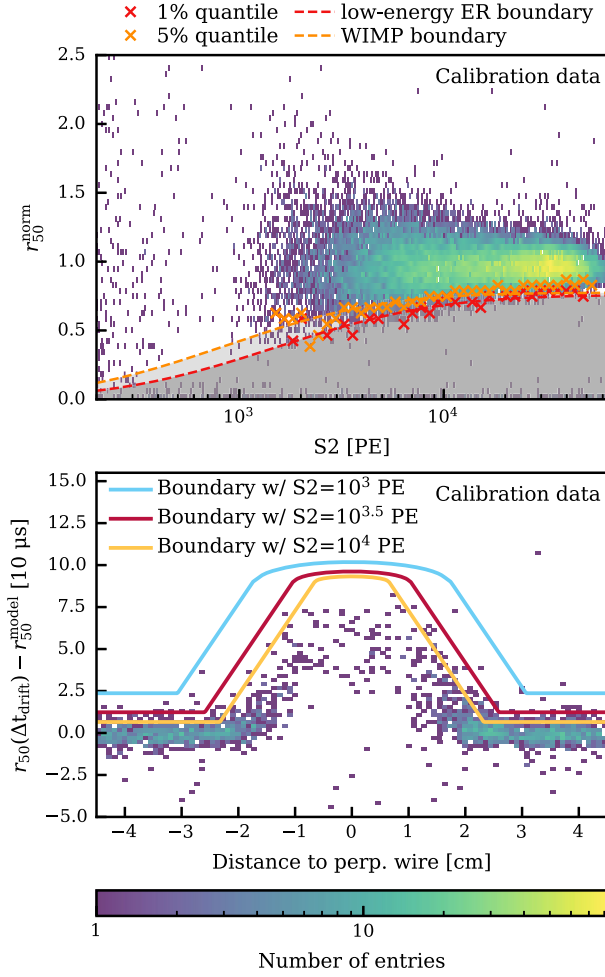 1% quantile low-energy ER boundary
5% quantile WIMP boundary
Calibration data
2.5
2.0
1.5
1.0
0.5
0.0
r₅₀ⁿᵒʳᵐ
10³ 10⁴
S2 [PE]
Calibration data
Boundary w/ S2=10³ PE
Boundary w/ S2=10³·⁵ PE
Boundary w/ S2=10⁴ PE
15.0
12.5
10.0
7.5
5.0
2.5
0.0
−2.5
−5.0
r₅₀(Δt_drift) − r₅₀^model [10 µs]
−4 −3 −2 −1 0 1 2 3 4
Distance to perp. wire [cm]
1 10
Number of entries